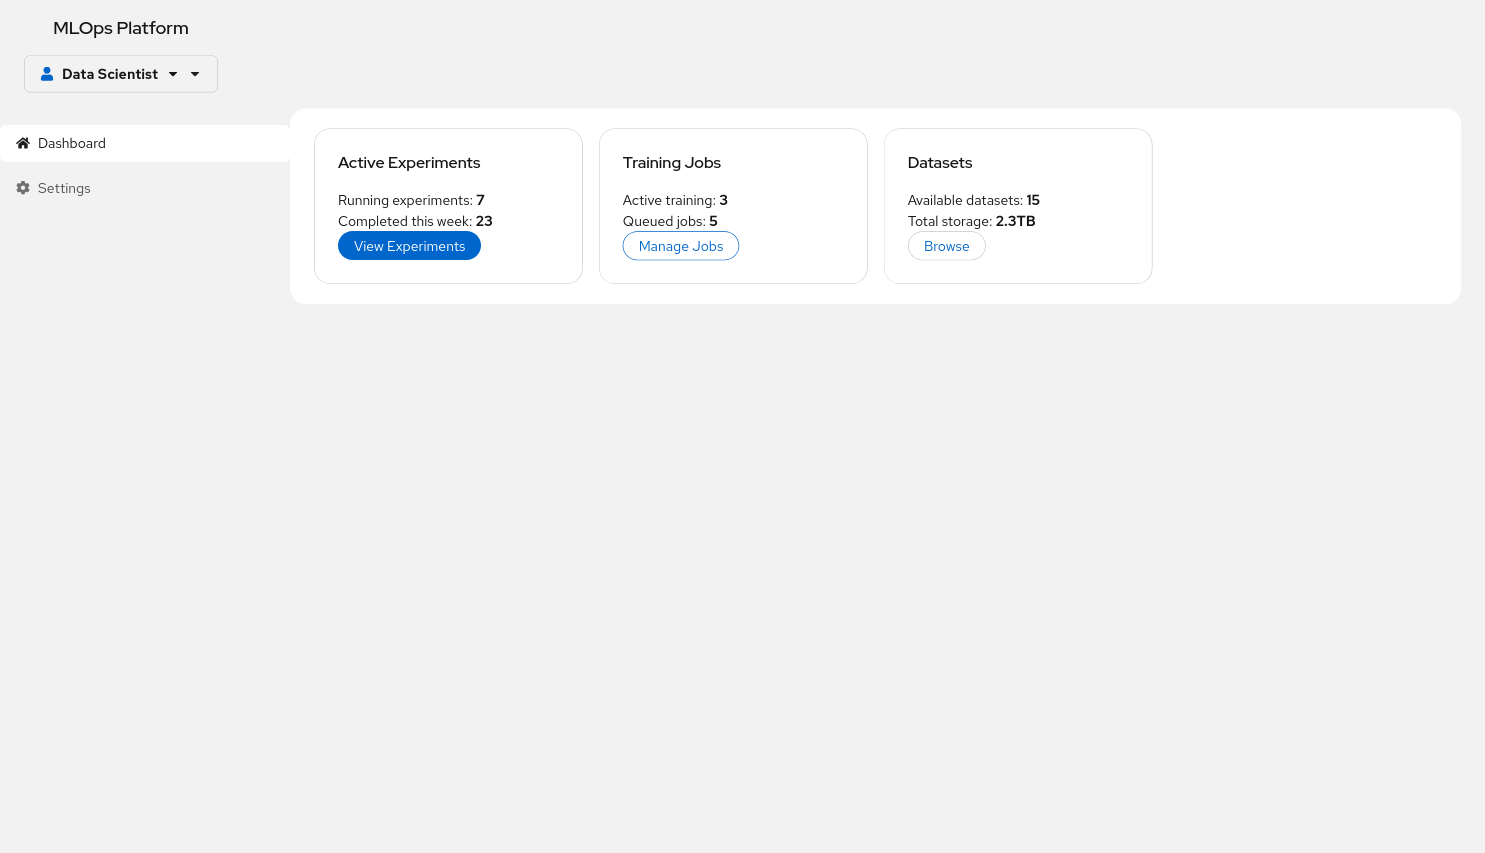 MLOps Platform
Data Scientist
Dashboard
Settings
Active Experiments
Running experiments: 7
Completed this week: 23
View Experiments
Training Jobs
Active training: 3
Queued jobs: 5
Manage Jobs
Datasets
Available datasets: 15
Total storage: 2.3TB
Browse